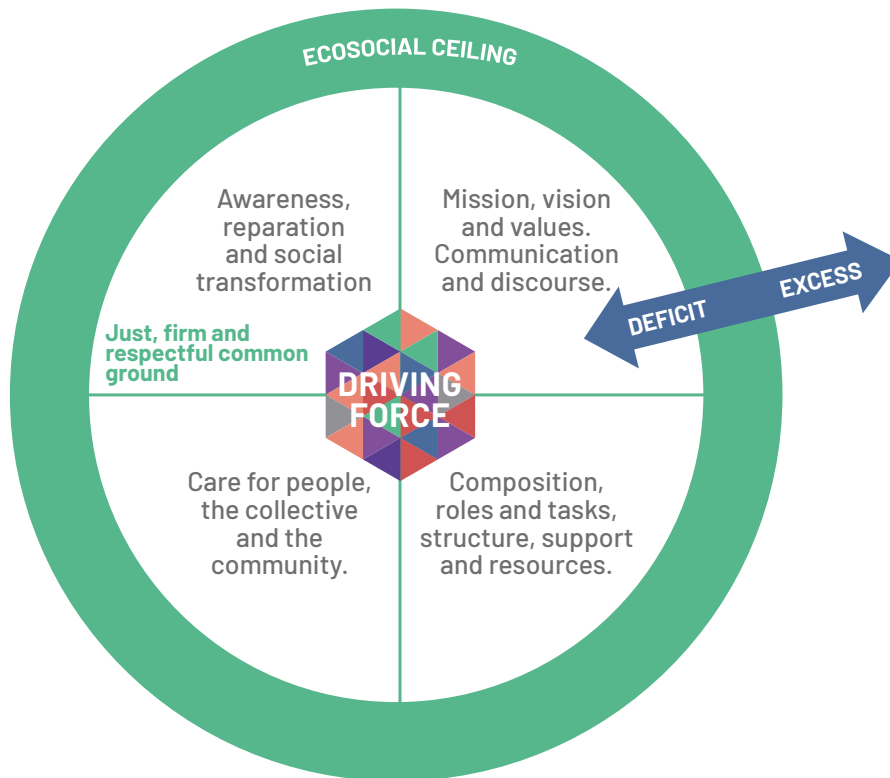 ECOSOCIAL CEILING
Awareness,
reparation
and social
transformation
Mission, vision
and values.
Communication
and discourse.
DEFICIT
EXCESS
Just, firm and
respectful common
ground
DRIVING
FORCE
Care for people,
the collective
and the
community.
Composition,
roles and tasks,
structure, support
and resources.